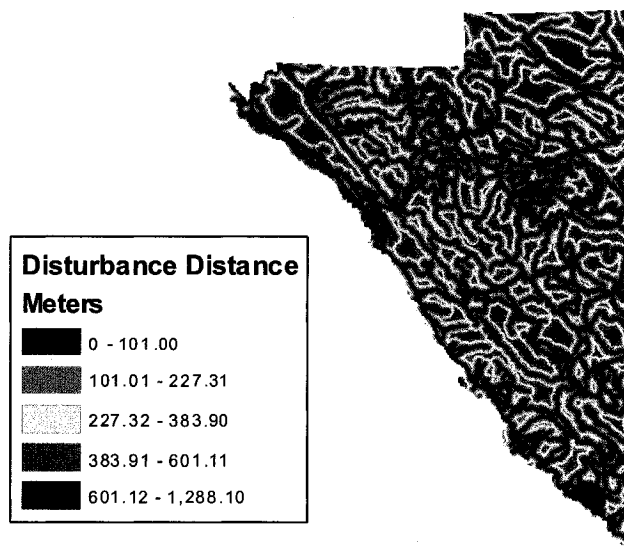 Disturbance Distance
Meters
0 - 101.00
101.01 - 227.31
227.32 - 383.90
383.91 - 601.11
601.12 - 1,288.10